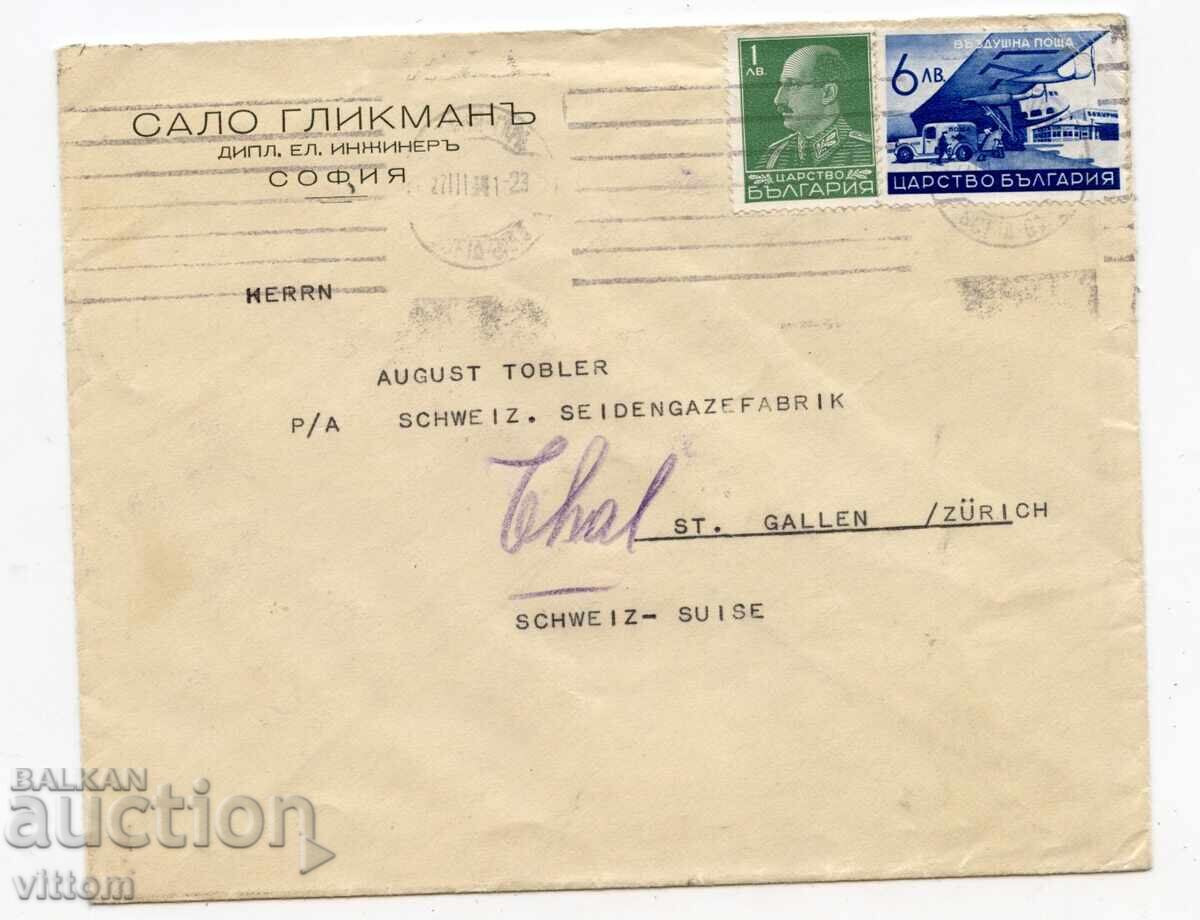 САЛО ГЛИКМАНЪ
ДИПЛ. ЕЛ. ИНЖИНЕРЪ
СОФИЯ
1 ЛВ.
ЦАРСТВО
БЪЛГАРИЯ
ВЪЗДУШНА ПОЩА
6 ЛВ.
ПОЩА
ЦАРСТВО БЪЛГАРИЯ
HERRN
AUGUST TOBLER
P/A SCHWEIZ. SEIDENGAZEFABRIK
Thal ST. GALLEN /ZÜRICH
SCHWEIZ- SUISE
BALKAN
auction
vittom